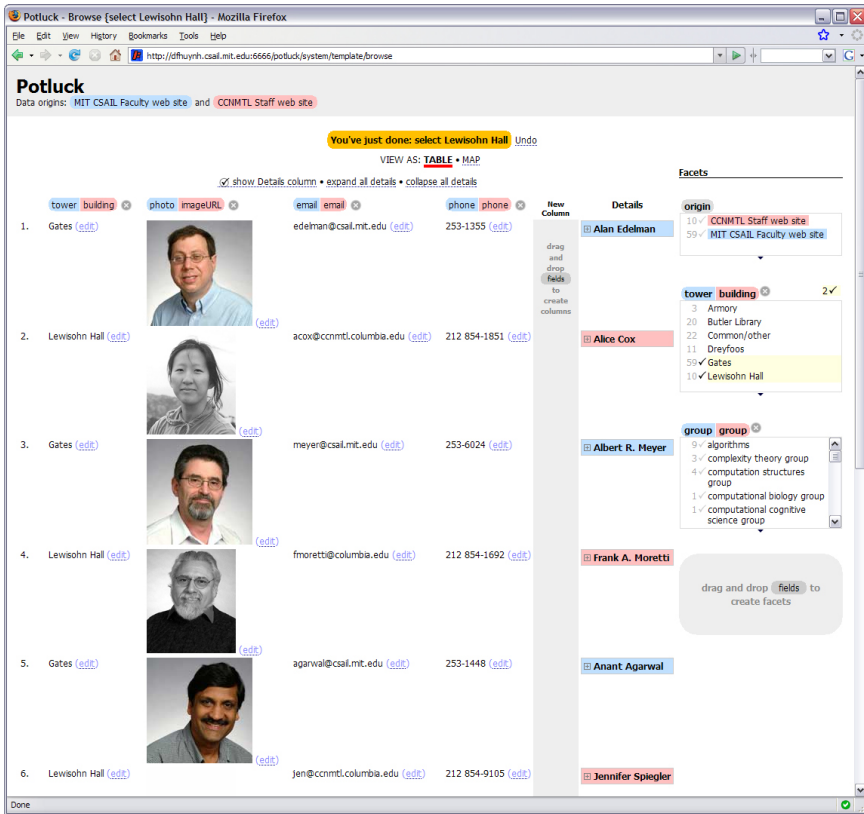 Potluck - Browse {select Lewisohn Hall} - Mozilla Firefox
File Edit View History Bookmarks Tools Help
http://dfhuynh.csail.mit.edu:6666/potluck/system/template/browse
G
Potluck
Data origins: MIT CSAIL Faculty web site and CCNMTL Staff web site
You've just done: select Lewisohn Hall Undo
VIEW AS: TABLE • MAP
show Details column • expand all details • collapse all details
tower building photo imageURL email email phone phone New Column Details
1. Gates (edit) (edit) edelman@csail.mit.edu (edit) 253-1355 (edit) Alan Edelman
drag
and
drop
fields
to
create
columns
2. Lewisohn Hall (edit) (edit) acox@ccnmtl.columbia.edu (edit) 212 854-1851 (edit) Alice Cox
3. Gates (edit) (edit) meyer@csail.mit.edu (edit) 253-6024 (edit) Albert R. Meyer
4. Lewisohn Hall (edit) (edit) fmoretti@columbia.edu (edit) 212 854-1692 (edit) Frank A. Moretti
5. Gates (edit) (edit) agarwal@csail.mit.edu (edit) 253-1448 (edit) Anant Agarwal
6. Lewisohn Hall (edit) jen@ccnmtl.columbia.edu (edit) 212 854-9105 (edit) Jennifer Spiegler
Facets
origin
10 CCNMTL Staff web site
59 MIT CSAIL Faculty web site
tower building 2
3 Armory
20 Butler Library
22 Common/other
11 Dreyfoos
59 Gates
10 Lewisohn Hall
group group
9 algorithms
3 complexity theory group
4 computation structures
group
1 computational biology group
1 computational cognitive
science group
drag and drop fields to
create facets
Done